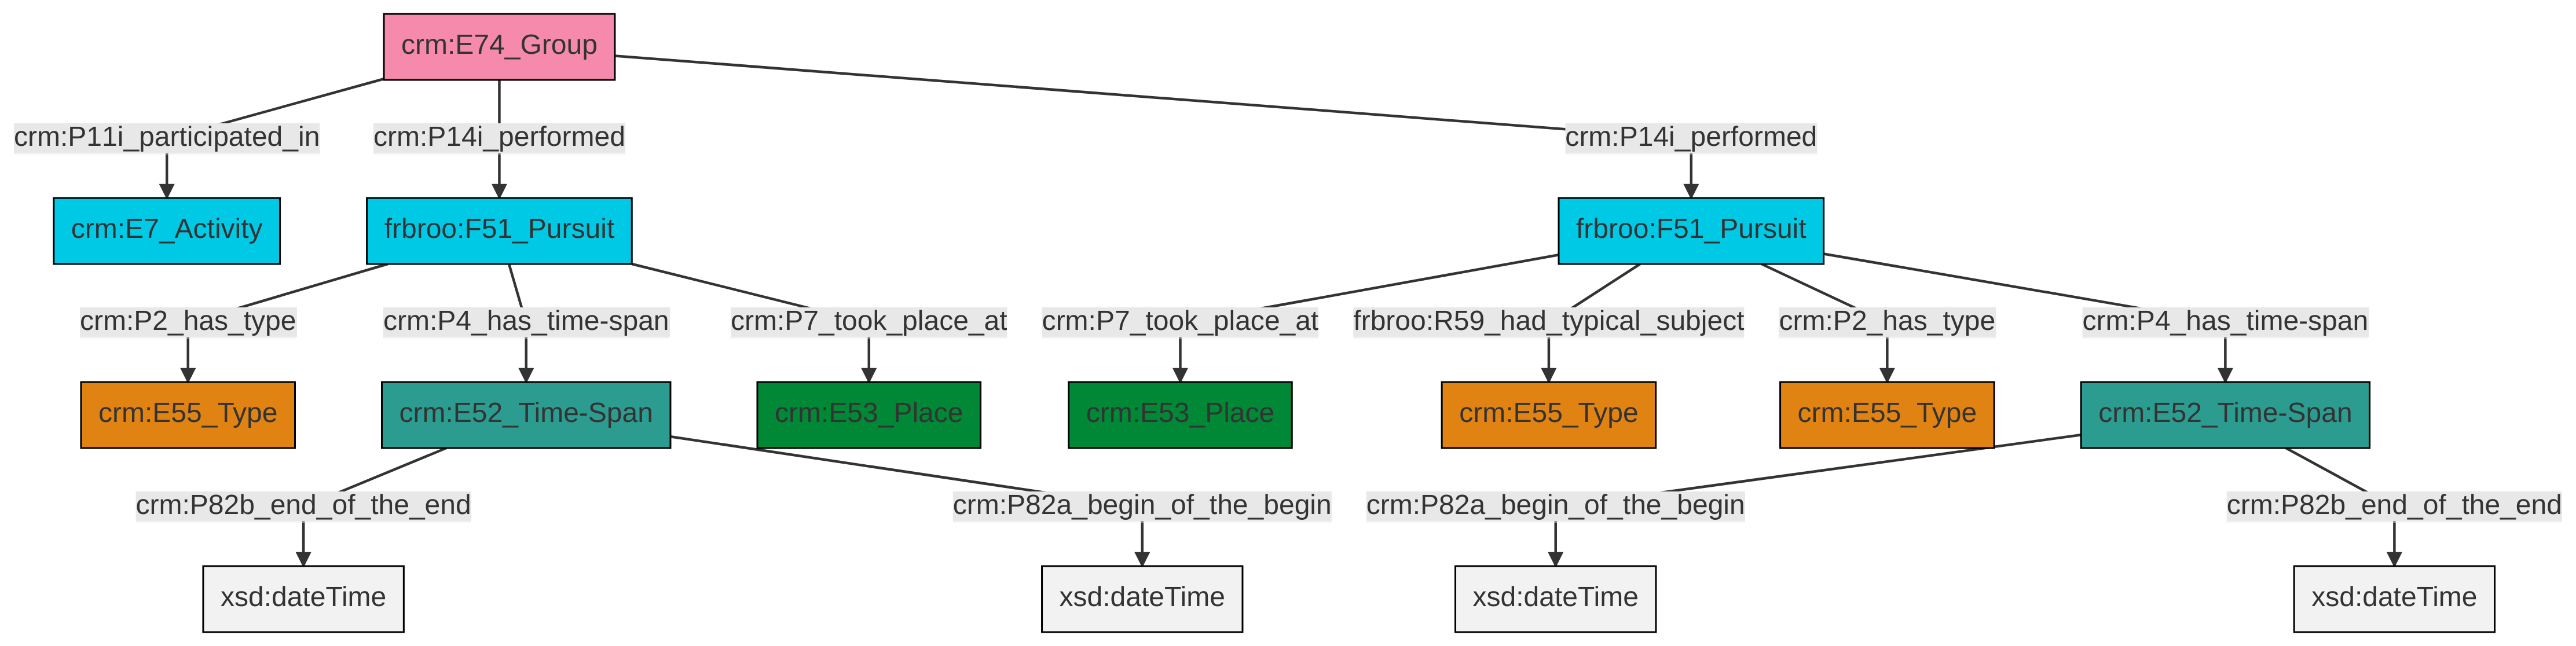 crm:E74_Group
crm:P11i_participated_in
crm:P14i_performed
crm:P14i_performed
crm:E7_Activity
frbroo:F51_Pursuit
frbroo:F51_Pursuit
crm:P2_has_type
crm:P4_has_time-span
crm:P7_took_place_at
crm:P7_took_place_at
frbroo:R59_had_typical_subject
crm:P2_has_type
crm:P4_has_time-span
crm:E55_Type
crm:E52_Time-Span
crm:E53_Place
crm:E53_Place
crm:E55_Type
crm:E55_Type
crm:E52_Time-Span
crm:P82b_end_of_the_end
crm:P82a_begin_of_the_begin
crm:P82a_begin_of_the_begin
crm:P82b_end_of_the_end
xsd:dateTime
xsd:dateTime
xsd:dateTime
xsd:dateTime